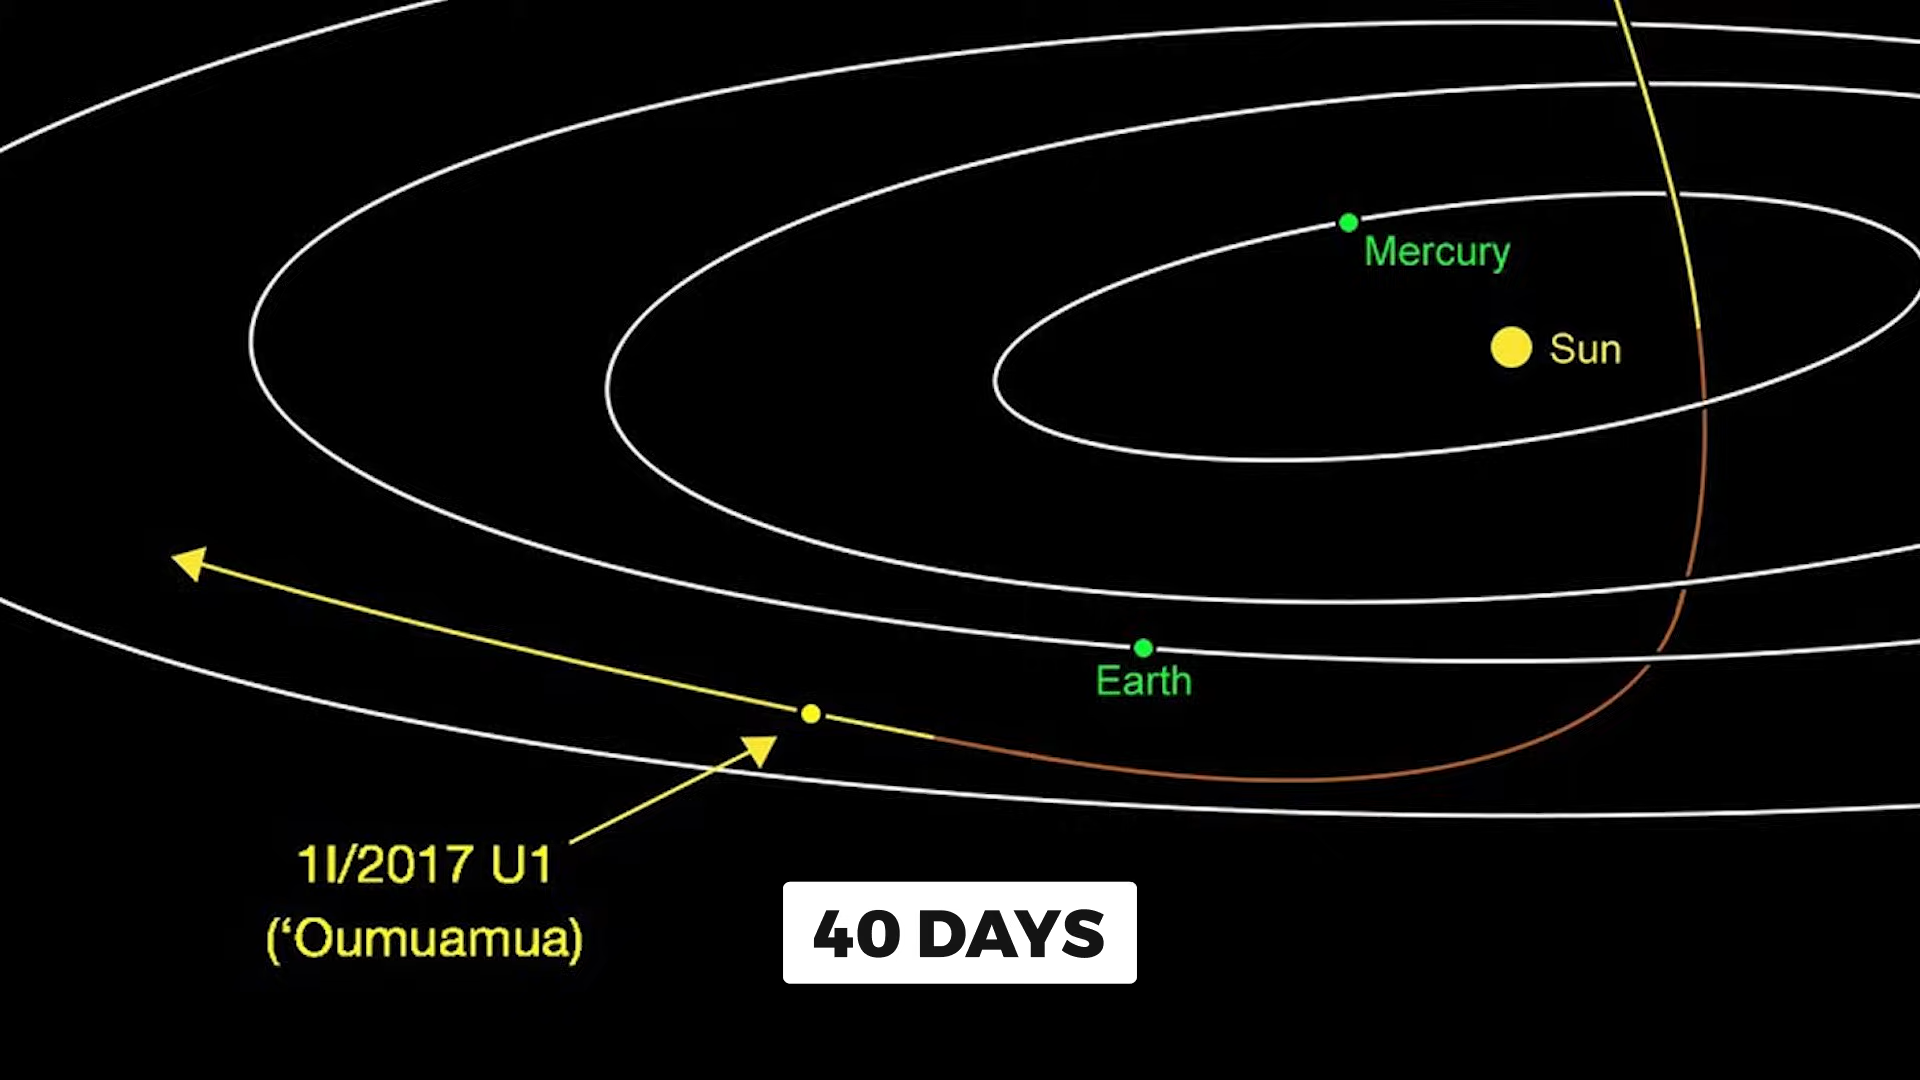 Mercury
Sun
Earth
1I/2017 U1
(‘Oumuamua)
40 DAYS